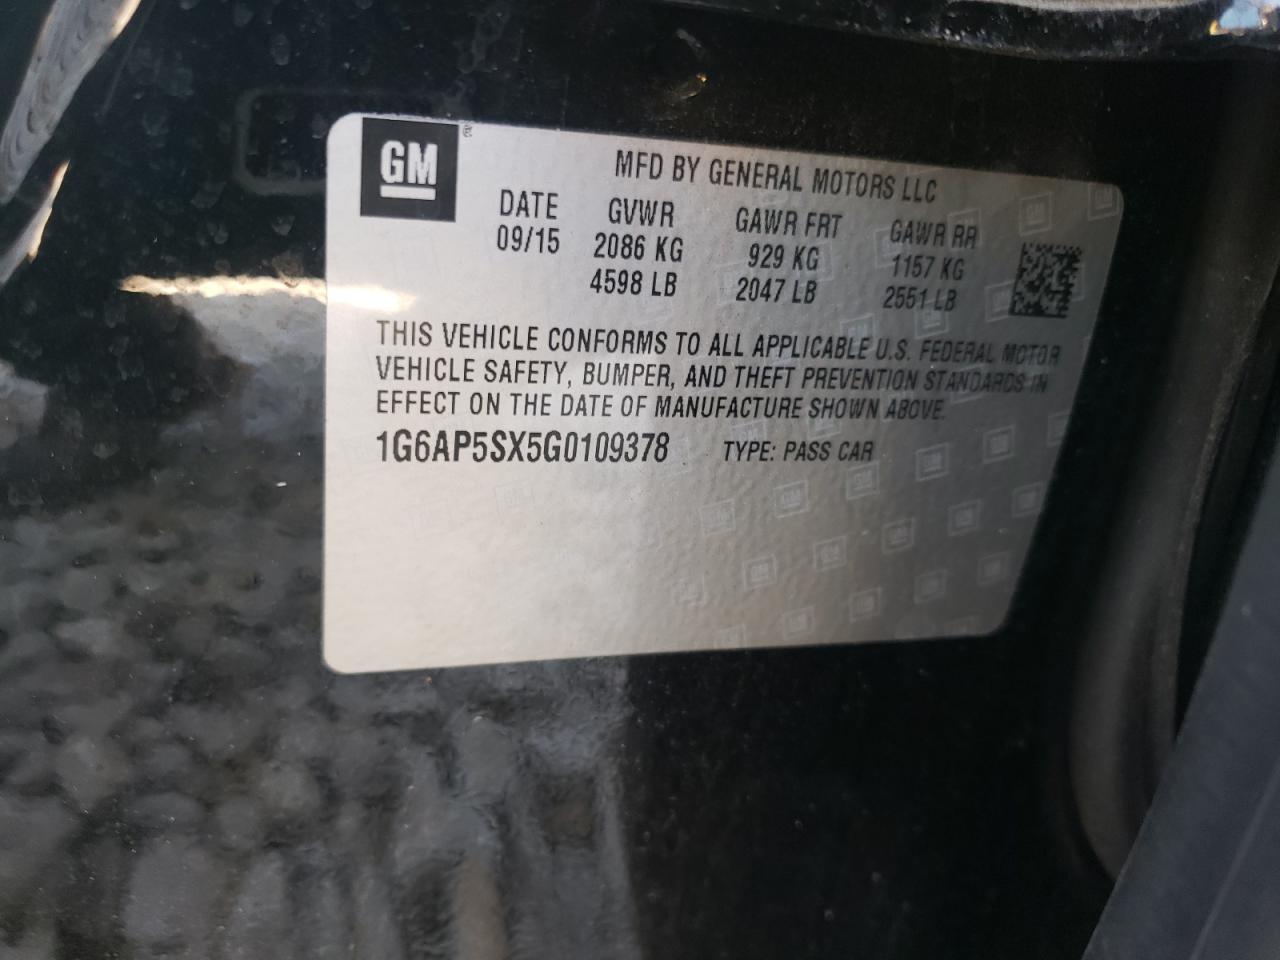 GM ®
MFD BY GENERAL MOTORS LLC
DATE GVWR GAWR FRT GAWR RR
09/15 2086 KG 929 KG 1157 KG
4598 LB 2047 LB 2551 LB
THIS VEHICLE CONFORMS TO ALL APPLICABLE U.S. FEDERAL MOTOR
VEHICLE SAFETY, BUMPER, AND THEFT PREVENTION STANDARDS IN
EFFECT ON THE DATE OF MANUFACTURE SHOWN ABOVE.
1G6AP5SX5G0109378 TYPE: PASS CAR